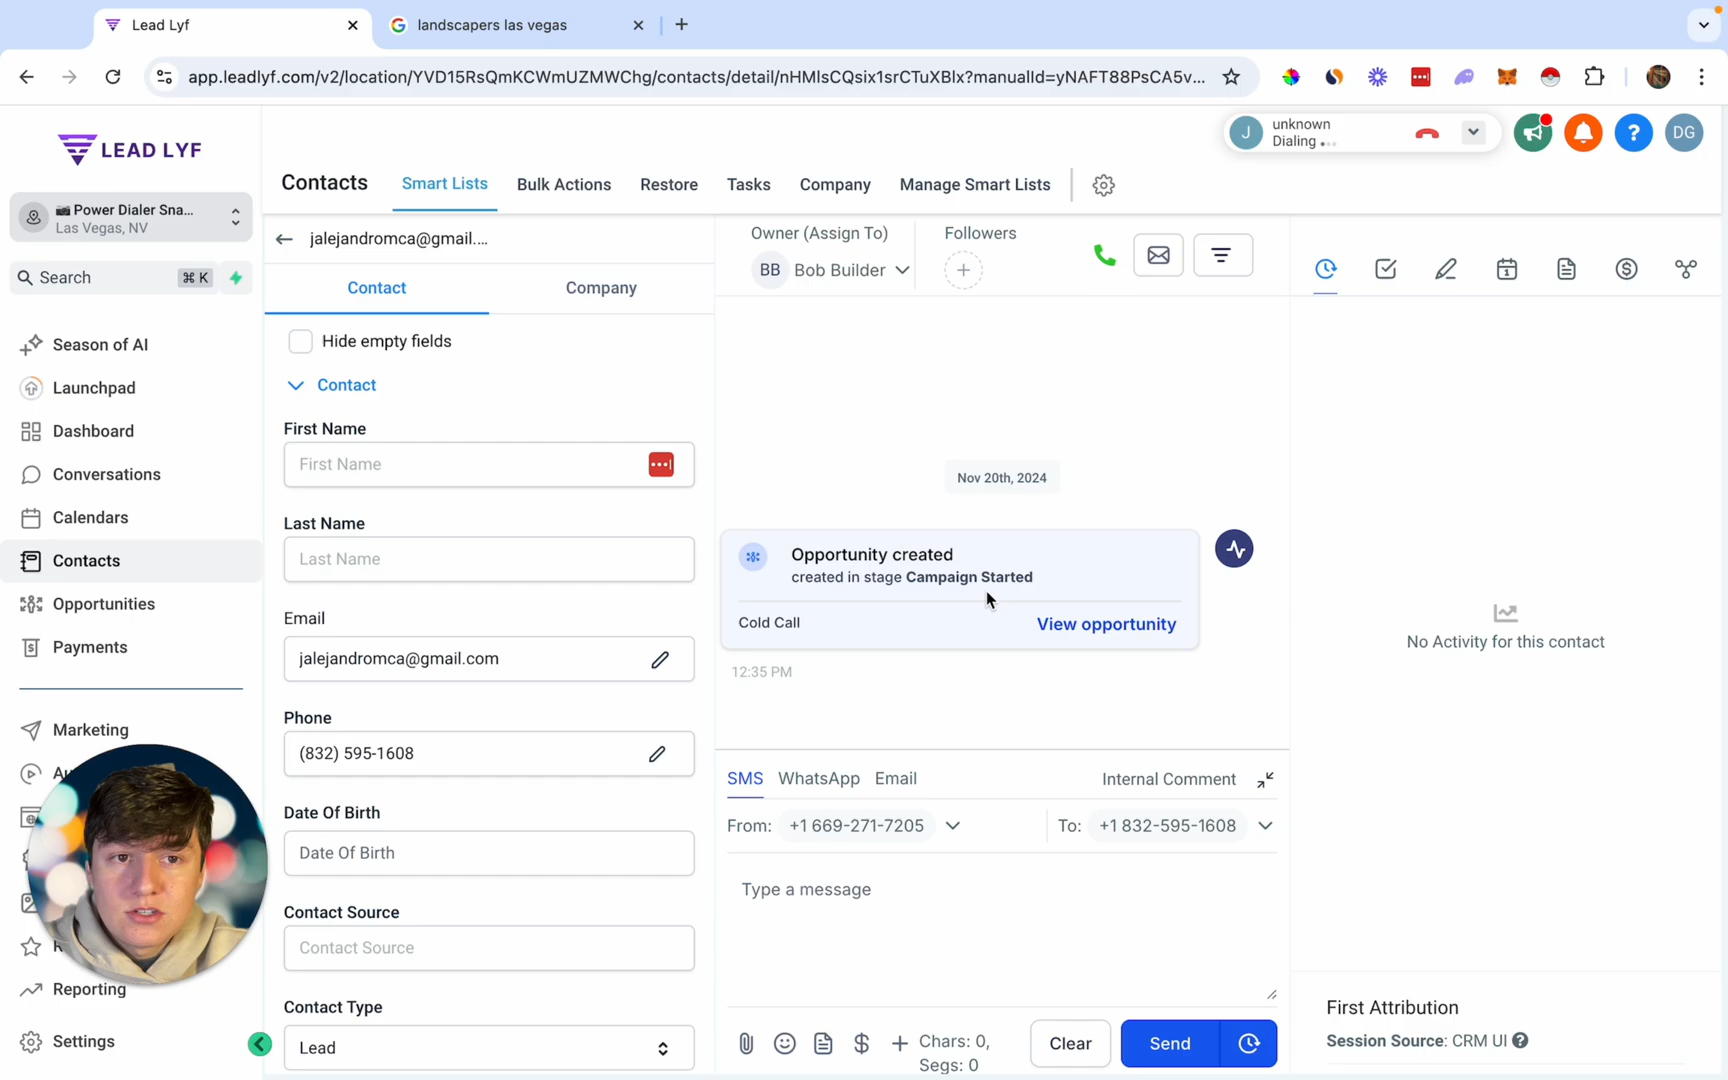 Lead Lyf
landscapers las vegas
app.leadlyf.com/v2/location/YVD15RsQmKCWmUZMWChg/contacts/detail/nHMIsCQsix1srCTuXBIx?manualId=yNAFT88PsCA5v...
LEAD LYF
J
unknown
Dialing
DG
Contacts
Smart Lists
Bulk Actions
Restore
Tasks
Company
Manage Smart Lists
Power Dialer Sna...
Las Vegas, NV
Search
⌘ K
Season of AI
Launchpad
Dashboard
Conversations
Calendars
Contacts
Opportunities
Payments
Marketing
Reporting
Settings
jalejandromca@gmail....
Contact
Company
Hide empty fields
Contact
First Name
First Name
Last Name
Last Name
Email
jalejandromca@gmail.com
Phone
(832) 595-1608
Date Of Birth
Date Of Birth
Contact Source
Contact Source
Contact Type
Lead
Owner (Assign To)
BB Bob Builder
Followers
Nov 20th, 2024
Opportunity created
created in stage Campaign Started
Cold Call
View opportunity
12:35 PM
SMS
WhatsApp
Email
Internal Comment
From: +1 669-271-7205
To: +1 832-595-1608
Type a message
Chars: 0,
Segs: 0
Clear
Send
No Activity for this contact
First Attribution
Session Source: CRM UI